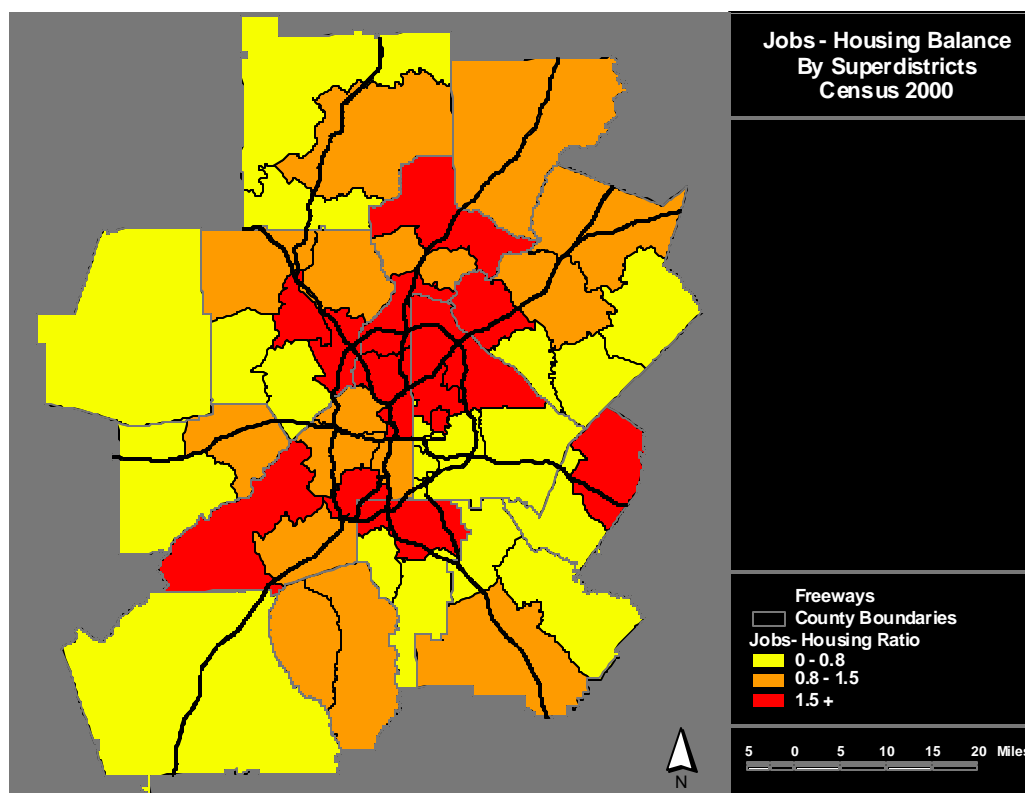 Jobs - Housing Balance
By Superdistricts
Census 2000
Freeways
County Boundaries
Jobs- Housing Ratio
0 - 0.8
0.8 - 1.5
1.5 +
5 0 5 10 15 20 Miles
N